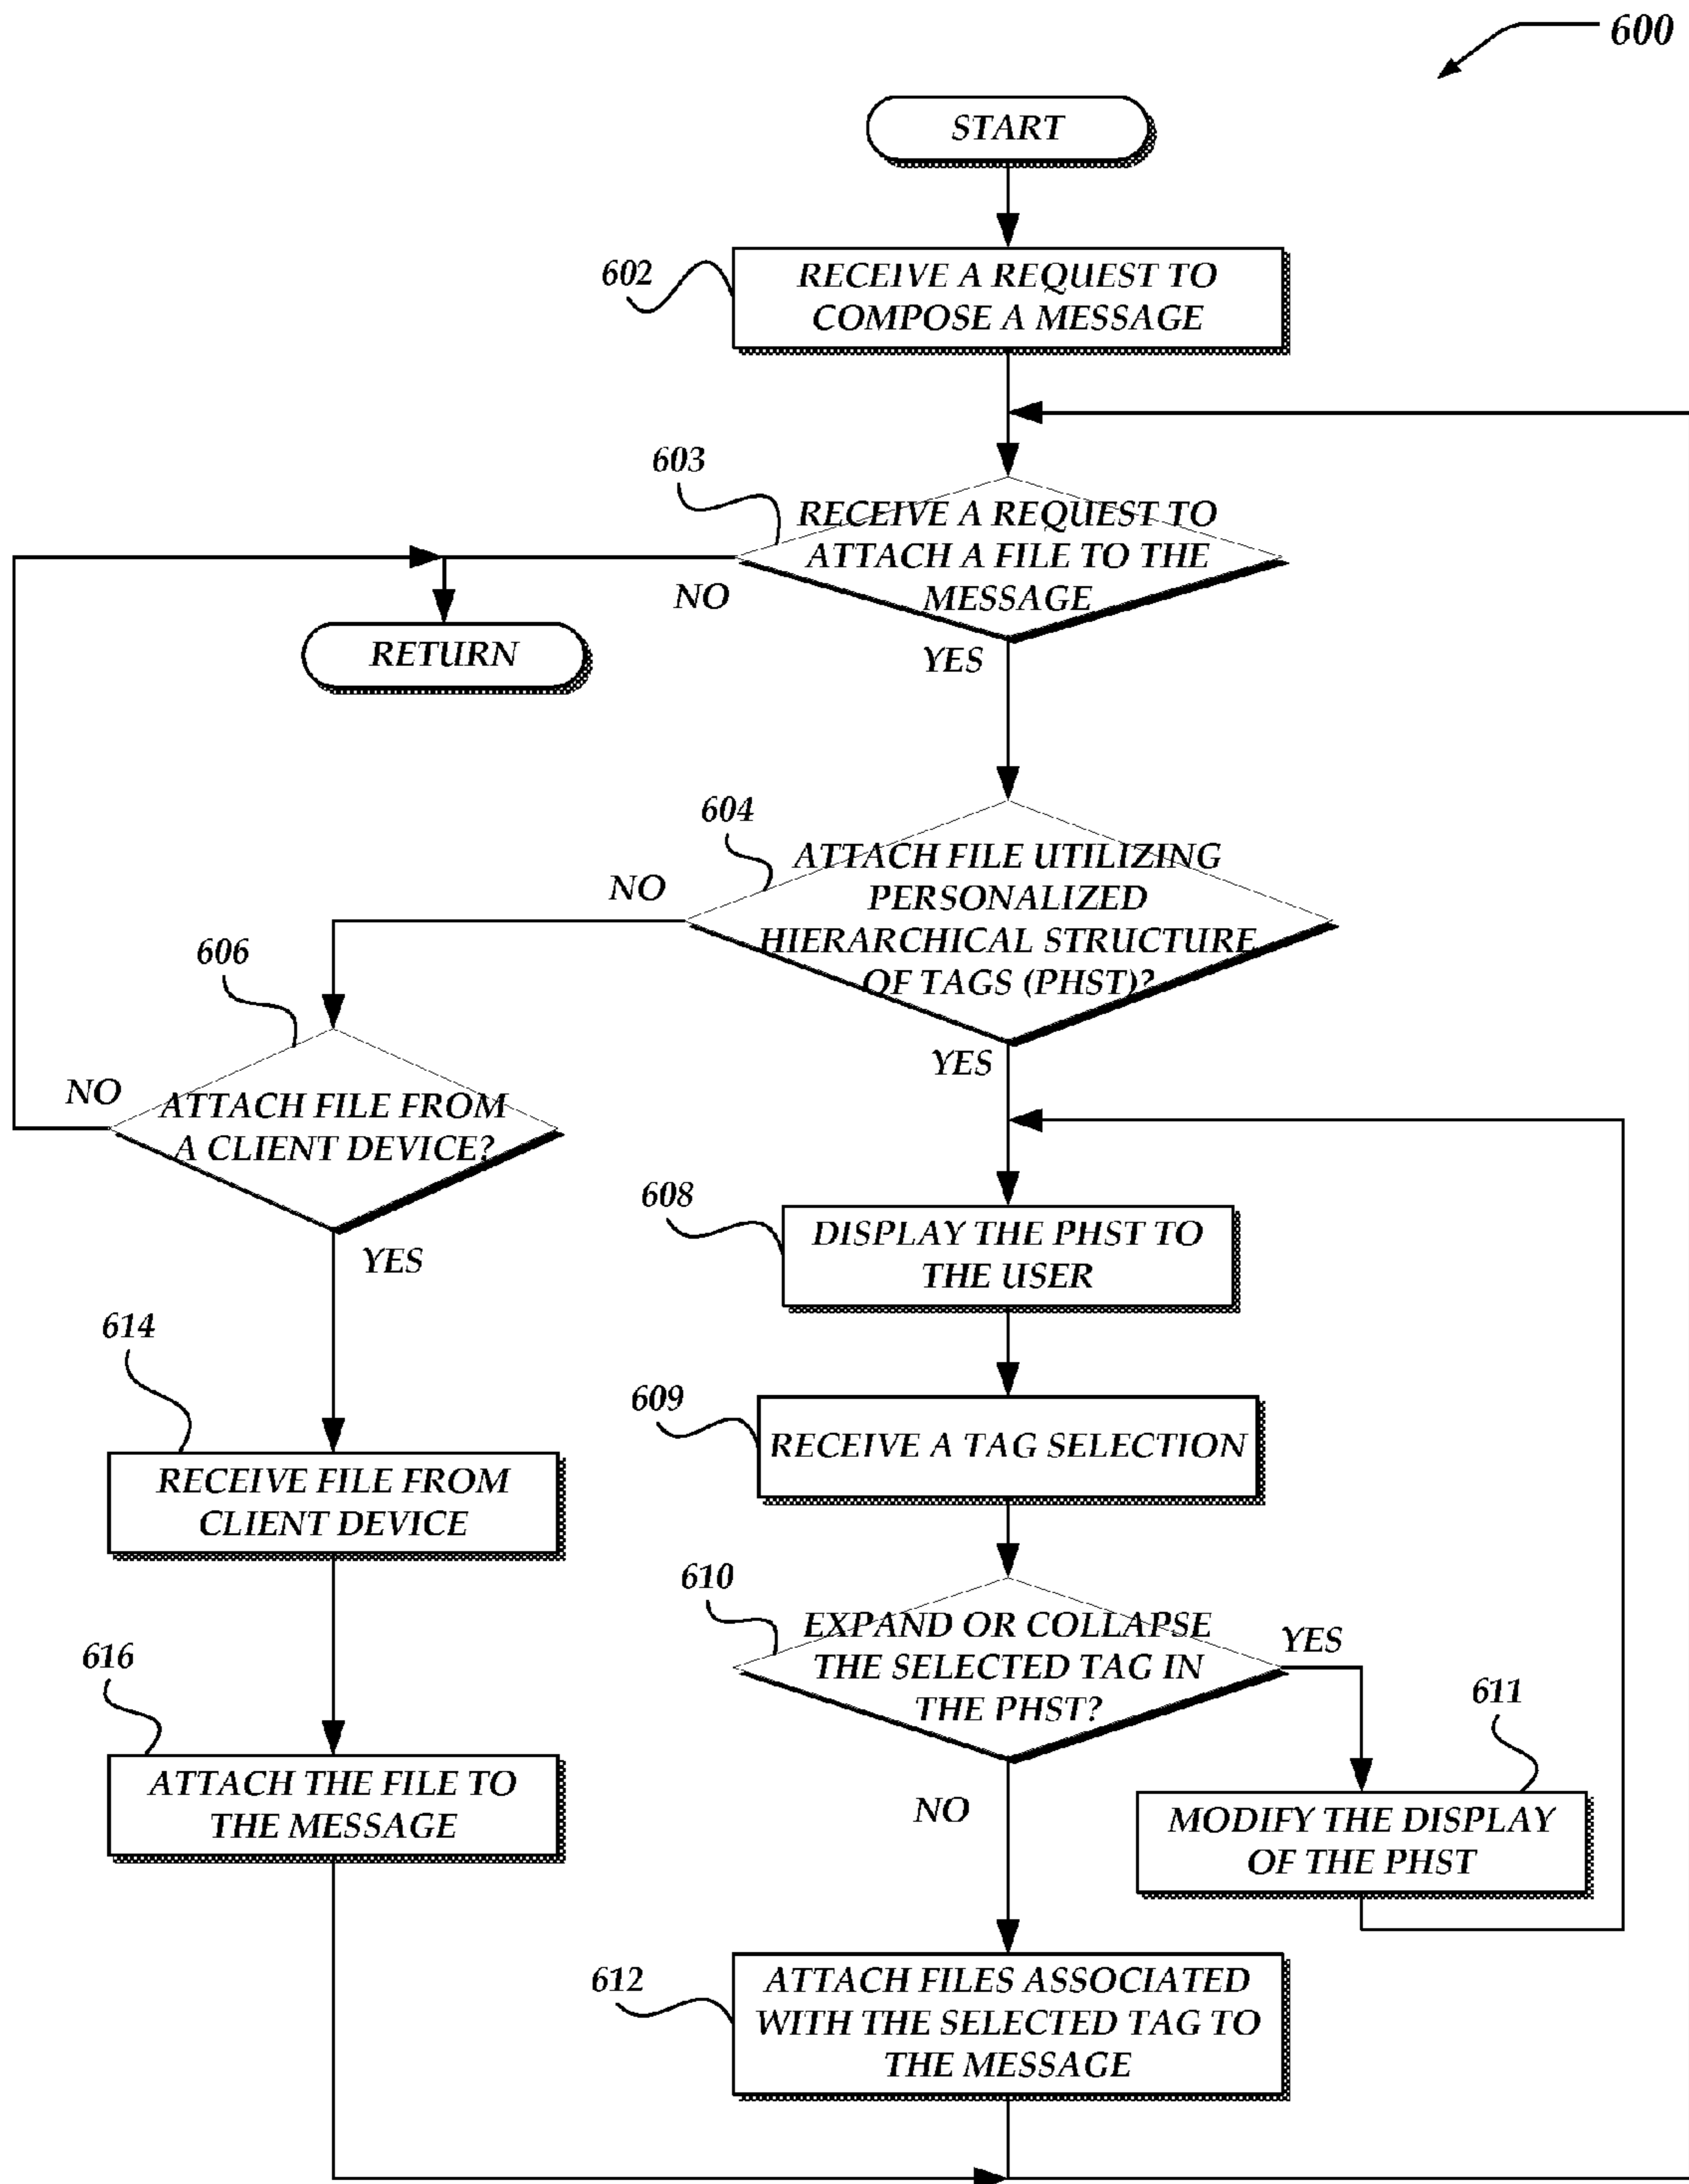 600
START
602
RECEIVE A REQUEST TO
COMPOSE A MESSAGE
603
RECEIVE A REQUEST TO
ATTACH A FILE TO THE
MESSAGE
NO
RETURN
YES
604
ATTACH FILE UTILIZING
PERSONALIZED
HIERARCHICAL STRUCTURE
OF TAGS (PHST)?
NO
606
YES
NO
ATTACH FILE FROM
A CLIENT DEVICE?
608
DISPLAY THE PHST TO
THE USER
YES
614
609
RECEIVE A TAG SELECTION
RECEIVE FILE FROM
CLIENT DEVICE
610
EXPAND OR COLLAPSE
THE SELECTED TAG IN
THE PHST?
YES
616
611
ATTACH THE FILE TO
THE MESSAGE
NO
MODIFY THE DISPLAY
OF THE PHST
612
ATTACH FILES ASSOCIATED
WITH THE SELECTED TAG TO
THE MESSAGE